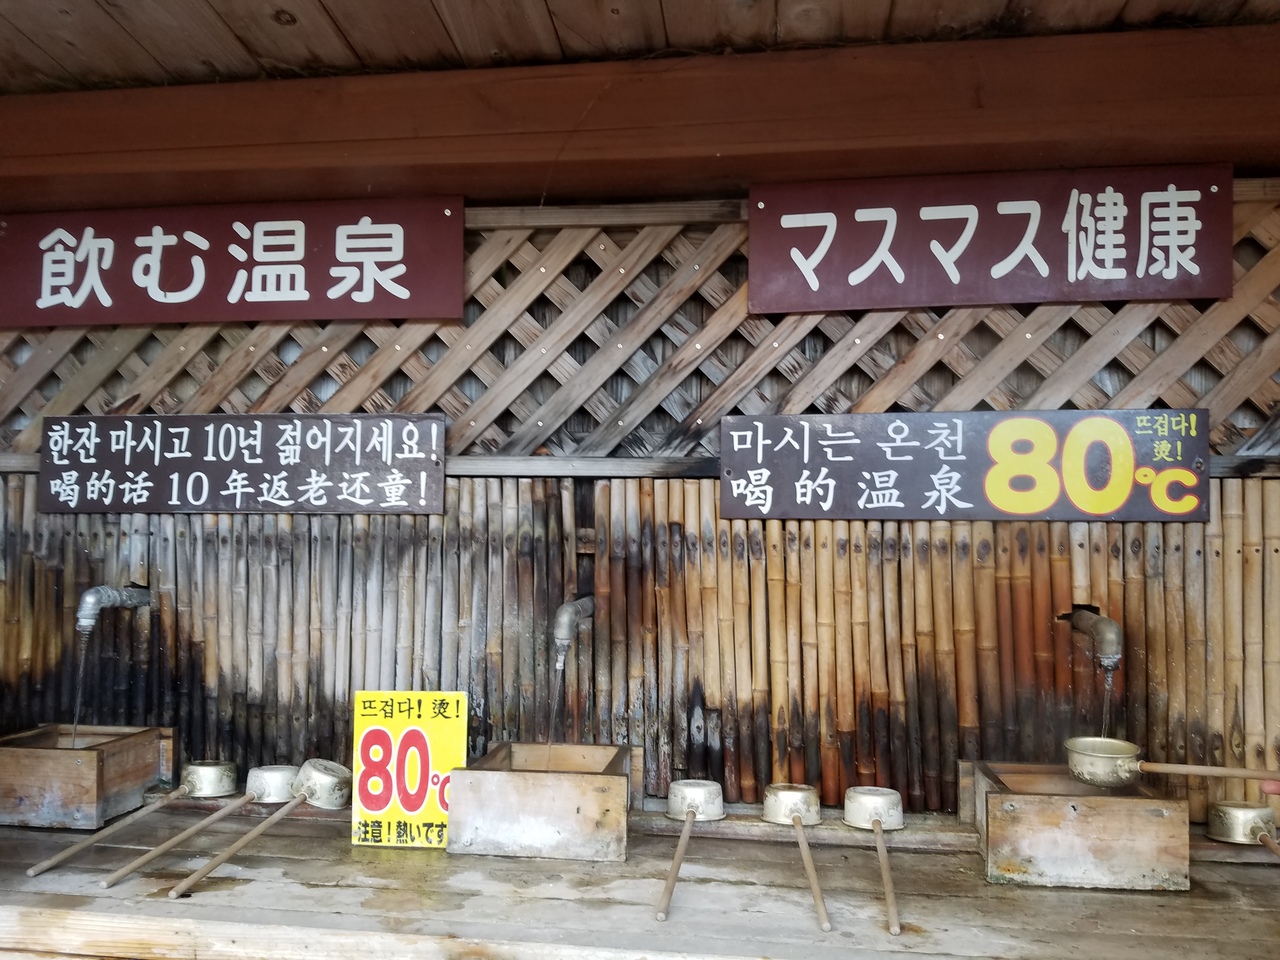 飲む温泉
マスマス健康
한잔 마시고 10년 젊어지세요!
喝的话 10 年返老还童!
마시는 온천
喝的温泉
80℃
뜨겁다!
烫!
뜨겁다! 烫!
80℃
注意!熱いです